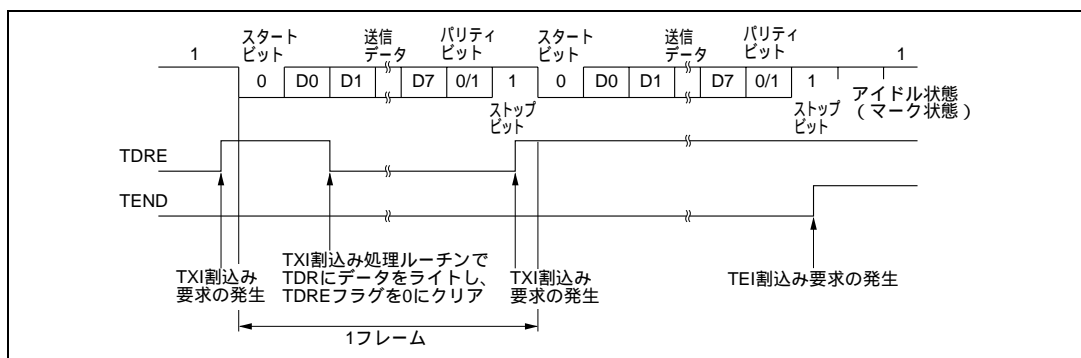 1
スタート
ビット
送信
データ
パリティ
ビット
スタート
ビット
送信
データ
パリティ
ビット
1
0 D0 D1 D7 0/1 1 0 D0 D1 D7 0/1 1
ストップ
ビット
ストップ
ビット
アイドル状態
(マーク状態)
TDRE
TEND
TXI割込み
要求の発生
TXI割込み処理ルーチンで
TDRにデータをライトし、
TDREフラグを0にクリア
TXI割込み
要求の発生
TEI割込み要求の発生
1フレーム